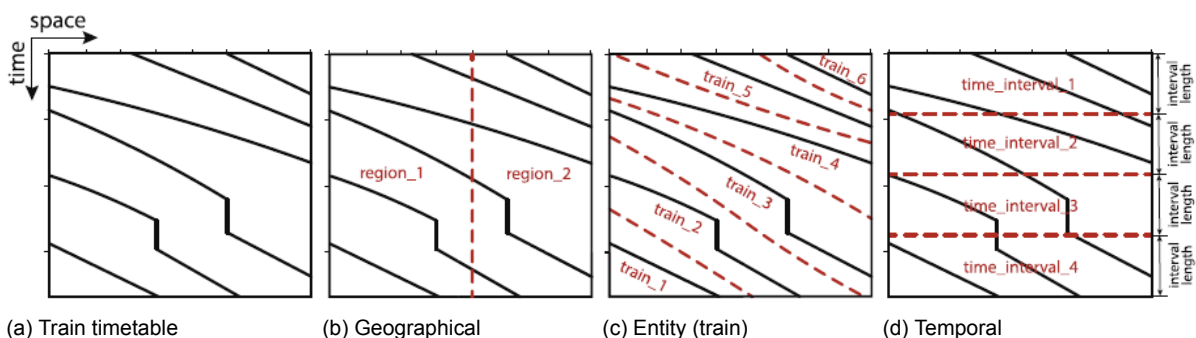 space
time
region_1
region_2
train_1
train_2
train_3
train_4
train_5
train_6
time_interval_1
time_interval_2
time_interval_3
time_interval_4
interval
length
interval
length
interval
length
interval
length
(a) Train timetable
(b) Geographical
(c) Entity (train)
(d) Temporal